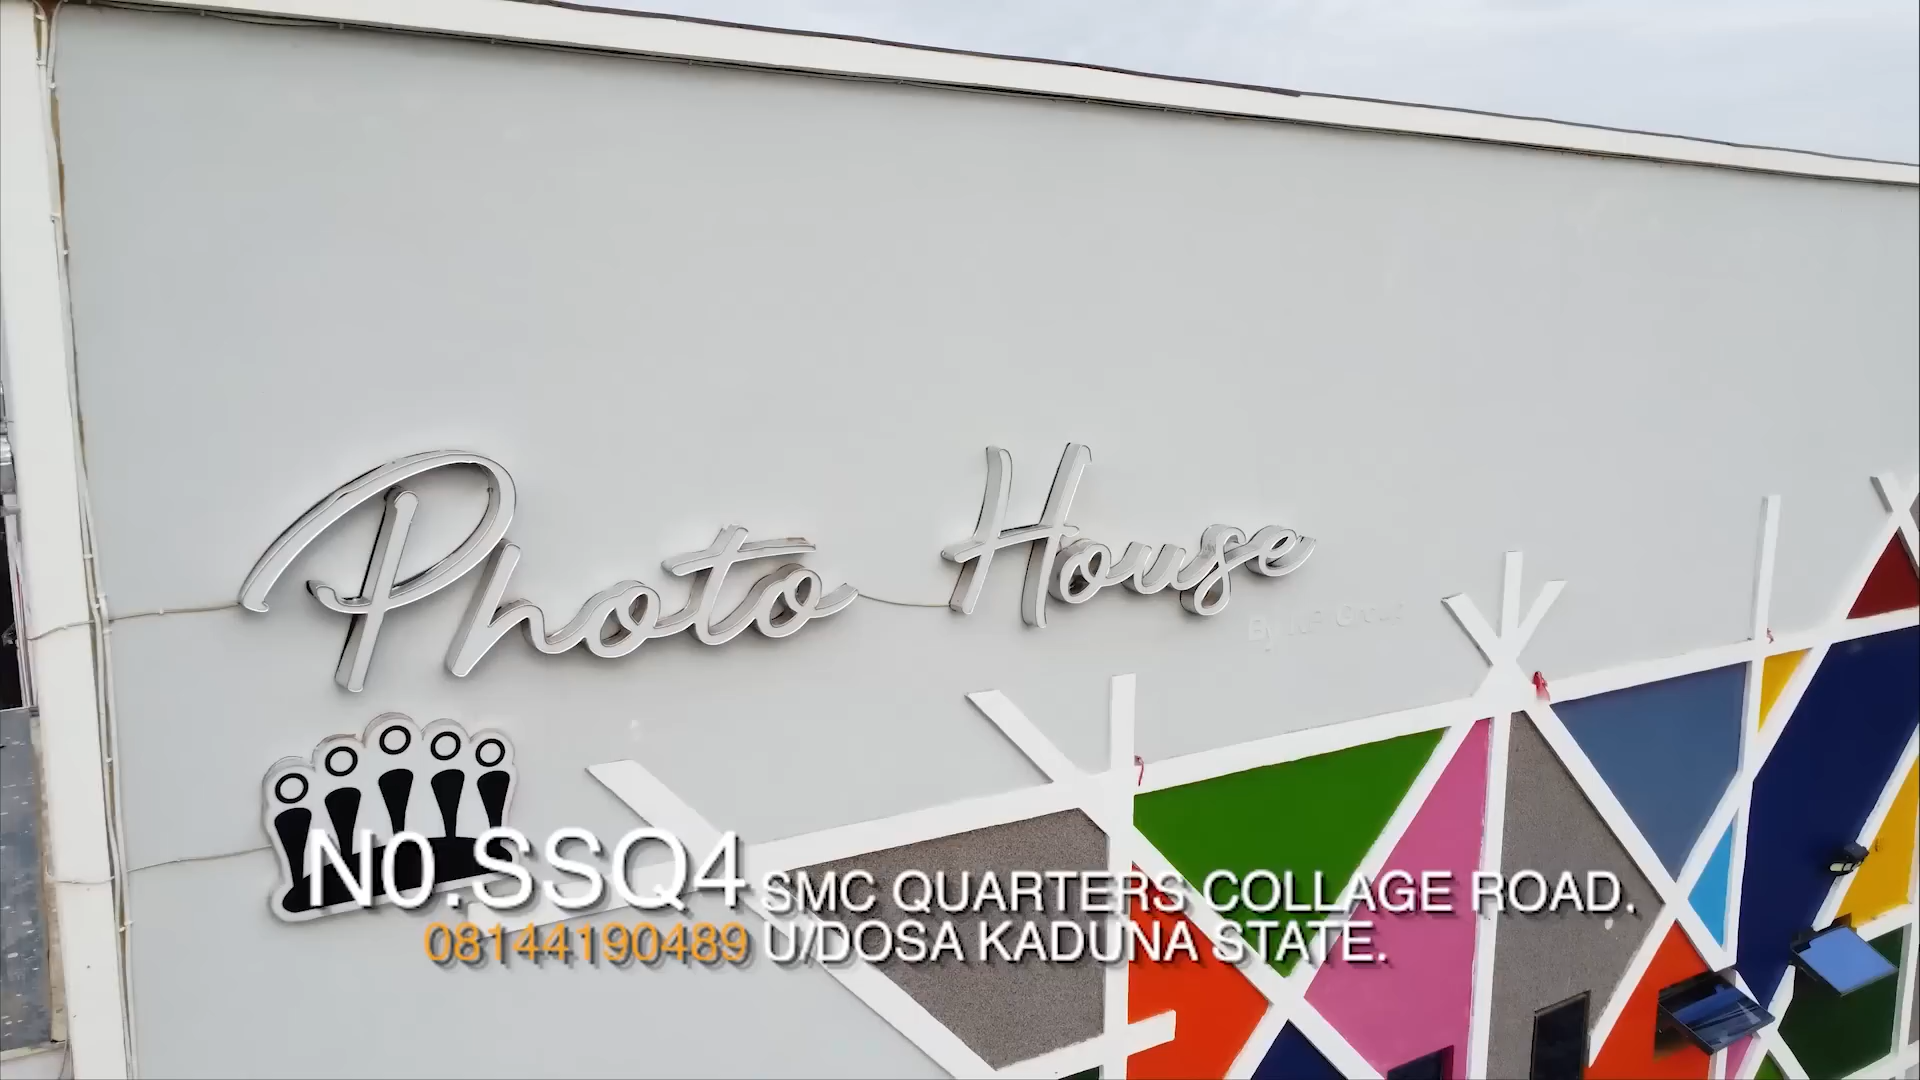 Photo House
N0.SSQ4 SMC QUARTERS COLLAGE ROAD.
08144190489 U/DOSA KADUNA STATE.